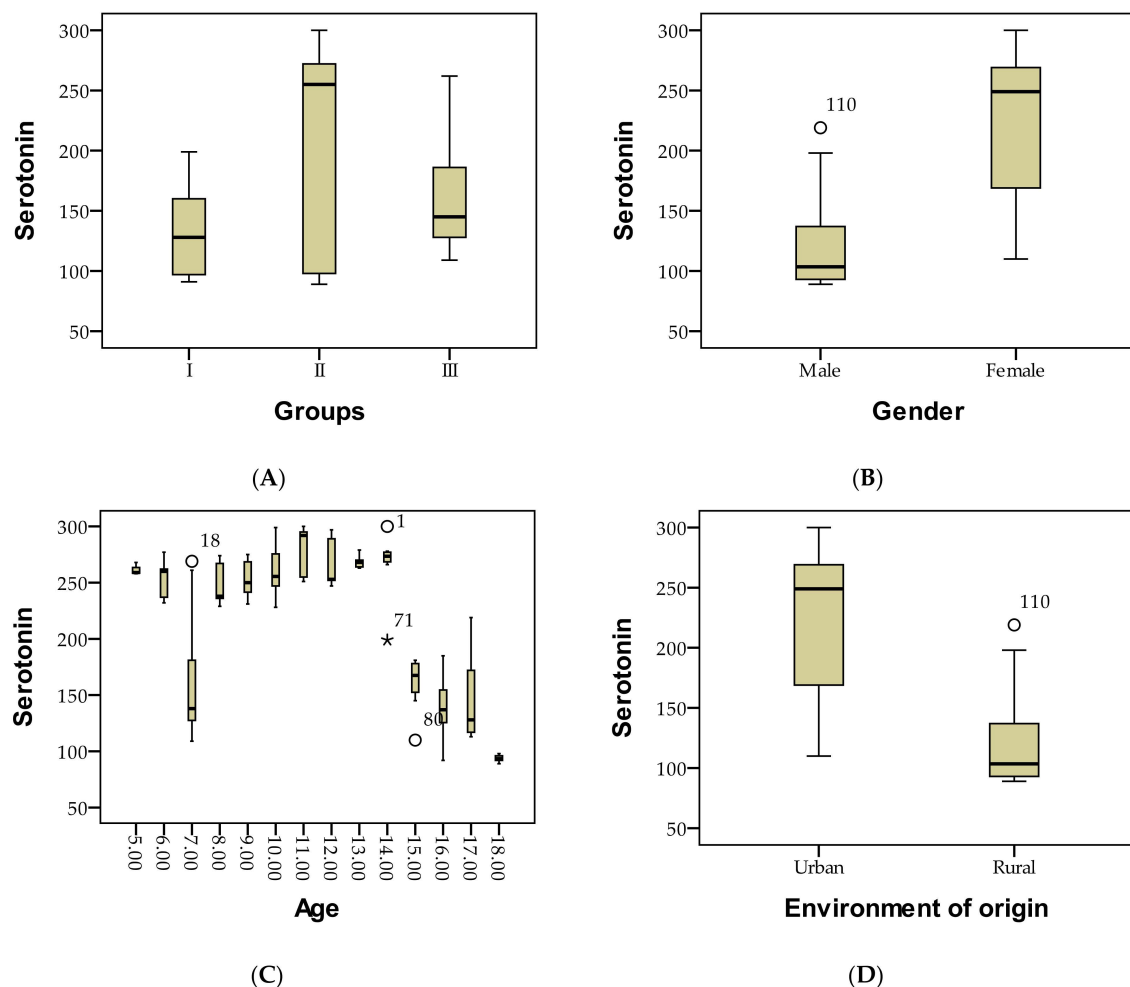 300
250
200
150
100
50
Serotonin
I
II
III
Groups
(A)
300
250
200
150
100
50
Serotonin
110
Male
Female
Gender
(B)
300
250
200
150
100
50
Serotonin
18
1
71
80
5.00
6.00
7.00
8.00
9.00
10.00
11.00
12.00
13.00
14.00
15.00
16.00
17.00
18.00
Age
(C)
300
250
200
150
100
50
Serotonin
110
Urban
Rural
Environment of origin
(D)